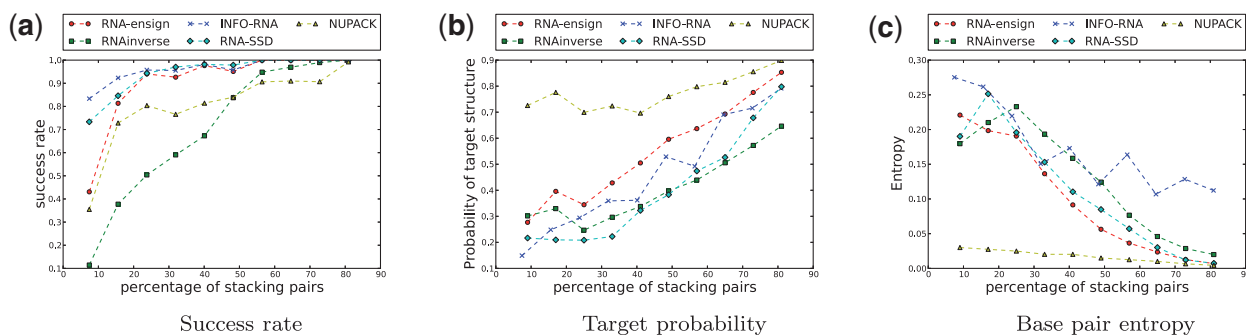 (a)
RNA-ensign INFO-RNA NUPACK
RNAinverse RNA-SSD
success rate
1.0
0.9
0.8
0.7
0.6
0.5
0.4
0.3
0.2
0.1
0 10 20 30 40 50 60 70 80 90
percentage of stacking pairs
Success rate
(b)
RNA-ensign INFO-RNA NUPACK
RNAinverse RNA-SSD
Probability of target structure
0.9
0.8
0.7
0.6
0.5
0.4
0.3
0.2
0.1
0 10 20 30 40 50 60 70 80 90
percentage of stacking pairs
Target probability
(c)
RNA-ensign INFO-RNA NUPACK
RNAinverse RNA-SSD
Entropy
0.30
0.25
0.20
0.15
0.10
0.05
0.00
0 10 20 30 40 50 60 70 80 9
percentage of stacking pairs
Base pair entropy